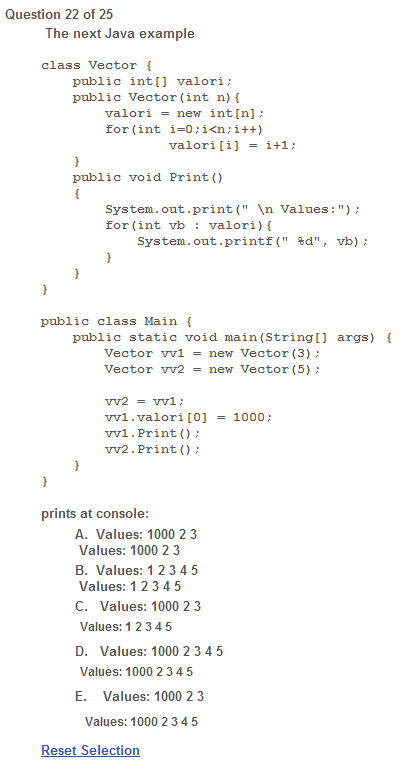 Question 22 of 25
The next Java example
class Vector {
public int[] valori;
public Vector(int n){
valori = new int[n];
for(int i=0;i<n;i++)
valori[i] = i+1;
}
public void Print()
{
System.out.print(" \n Values:");
for(int vb : valori){
System.out.printf(" %d", vb);
}
}
}
public class Main {
public static void main(String[] args) {
Vector vv1 = new Vector(3);
Vector vv2 = new Vector(5);
vv2 = vv1;
vv1.valori[0] = 1000;
vv1.Print();
vv2.Print();
}
}
prints at console:
A. Values: 1000 2 3
Values: 1000 2 3
B. Values: 1 2 3 4 5
Values: 1 2 3 4 5
C. Values: 1000 2 3
Values: 1 2 3 4 5
D. Values: 1000 2 3 4 5
Values: 1000 2 3 4 5
E. Values: 1000 2 3
Values: 1000 2 3 4 5
Reset Selection